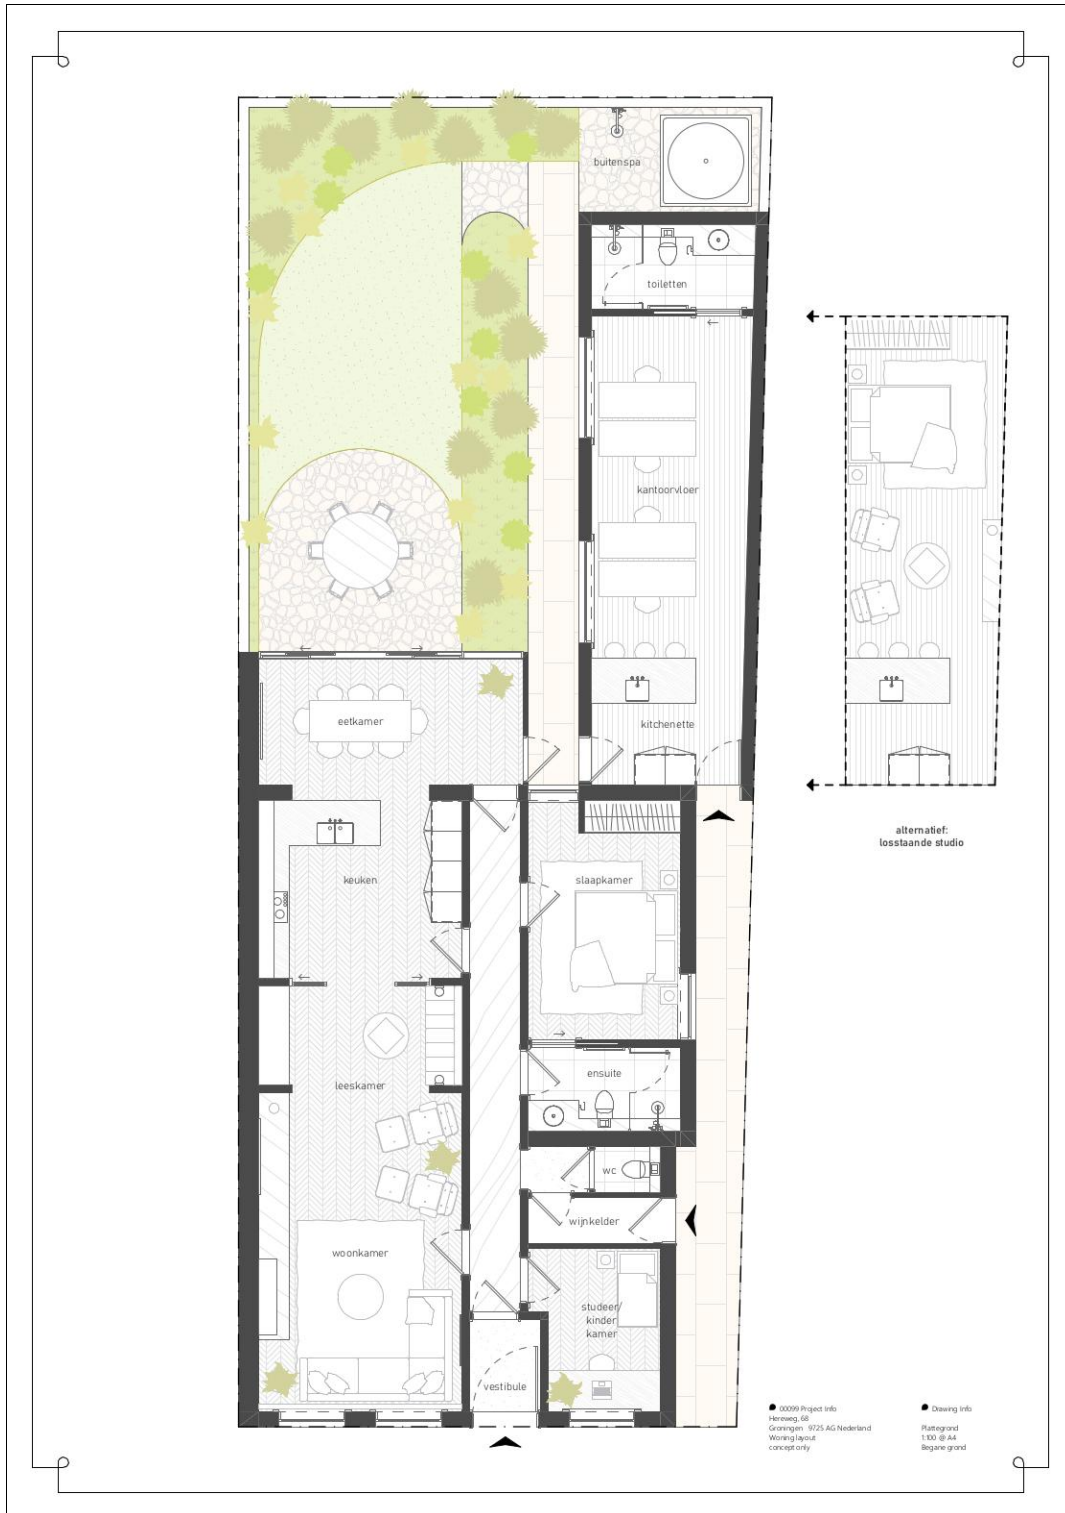 buitenspa
toiletten
kantoorvloer
kitchenette
eetkamer
keuken
slaapkamer
leeskamer
ensuite
wc
wijnkelder
woonkamer
studeer/
kinder
kamer
vestibule
alternatief:
losstaande studio
00099 Project Info
Hereweg, 68
Groningen 9725 AG Nederland
Woning layout
concept only
Drawing Info
Plattegrond
1:100 @ A4
Begane grond